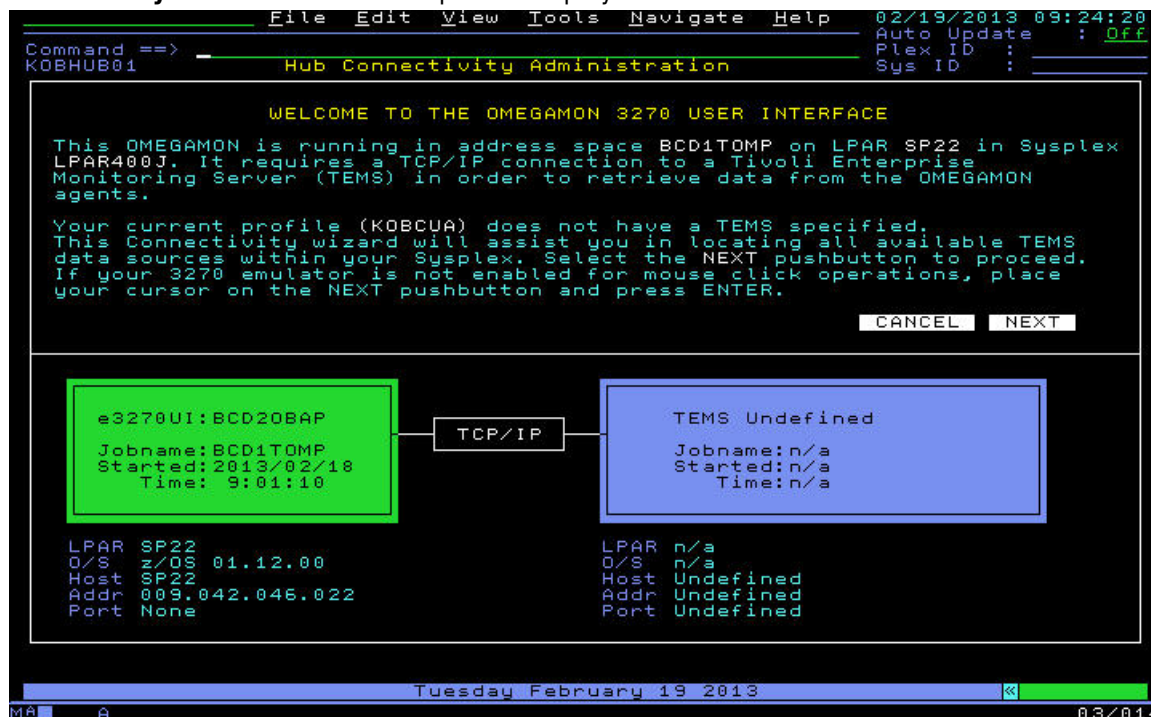 File Edit View Tools Navigate Help 02/19/2013 09:24:20
Auto Update : Off
Command ==> Plex ID :
KOBHUB01 Hub Connectivity Administration Sys ID :
WELCOME TO THE OMEGAMON 3270 USER INTERFACE
This OMEGAMON is running in address space BCD1TOMP on LPAR SP22 in Sysplex
LPAR400J. It requires a TCP/IP connection to a Tivoli Enterprise
Monitoring Server (TEMS) in order to retrieve data from the OMEGAMON
agents.
Your current profile (KOBCUA) does not have a TEMS specified.
This Connectivity wizard will assist you in locating all available TEMS
data sources within your Sysplex. Select the NEXT pushbutton to proceed.
If your 3270 emulator is not enabled for mouse click operations, place
your cursor on the NEXT pushbutton and press ENTER.
CANCEL NEXT
e3270UI:BCD2OBAP
Jobname:BCD1TOMP
Started:2013/02/18
Time: 9:01:10
TCP/IP
TEMS Undefined
Jobname:n/a
Started:n/a
Time:n/a
LPAR SP22
O/S z/OS 01.12.00
Host SP22
Addr 009.042.046.022
Port None
LPAR n/a
O/S n/a
Host Undefined
Addr Undefined
Port Undefined
Tuesday February 19 2013 «
MA A 03/01